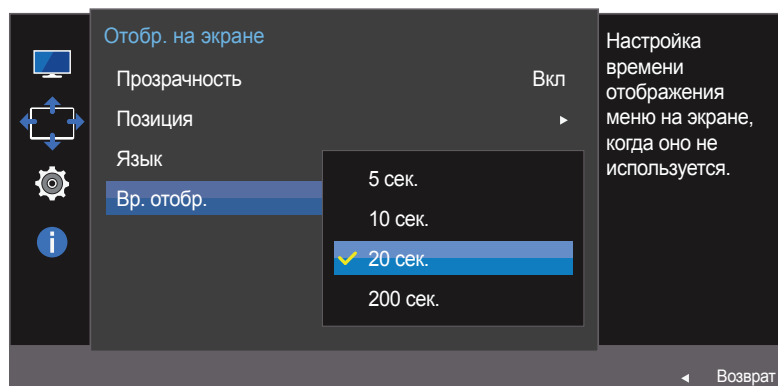 Отобр. на экране
Прозрачность Вкл
Позиция ▸
Язык
Вр. отобр.
5 сек.
10 сек.
20 сек.
200 сек.
Настройка
времени
отображения
меню на экране,
когда оно не
используется.
◂ Возврат